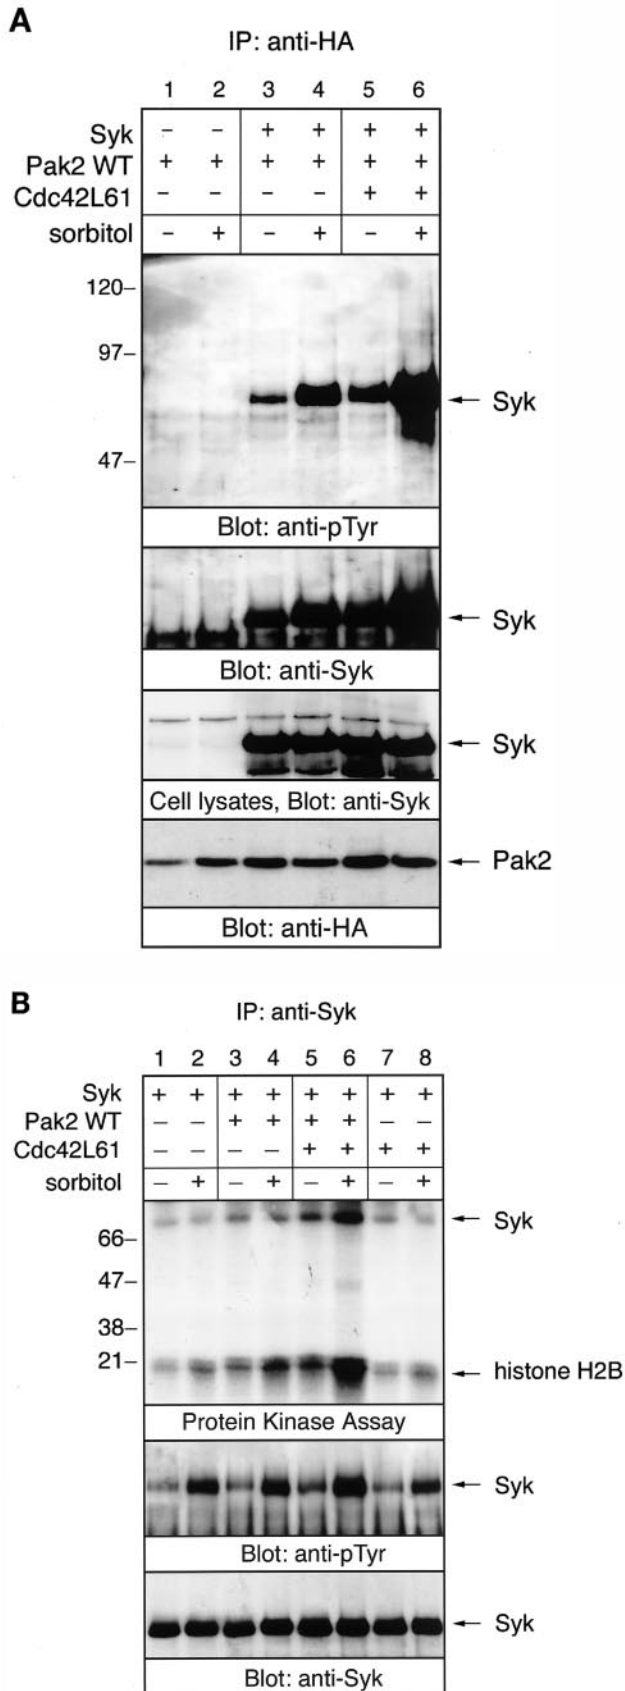 A
IP: anti-HA
1 2 3 4 5 6
Syk – – + + + +
Pak2 WT + + + + + +
Cdc42L61 – – – – + +
sorbitol – + – + – +
120–
97–
← Syk
47–
Blot: anti-pTyr
← Syk
Blot: anti-Syk
← Syk
Cell lysates, Blot: anti-Syk
← Pak2
Blot: anti-HA
B
IP: anti-Syk
1 2 3 4 5 6 7 8
Syk + + + + + + + +
Pak2 WT – – + + + + – –
Cdc42L61 – – – – + + + +
sorbitol – + – + – + – +
← Syk
66–
47–
38–
21–
← histone H2B
Protein Kinase Assay
← Syk
Blot: anti-pTyr
← Syk
Blot: anti-Syk